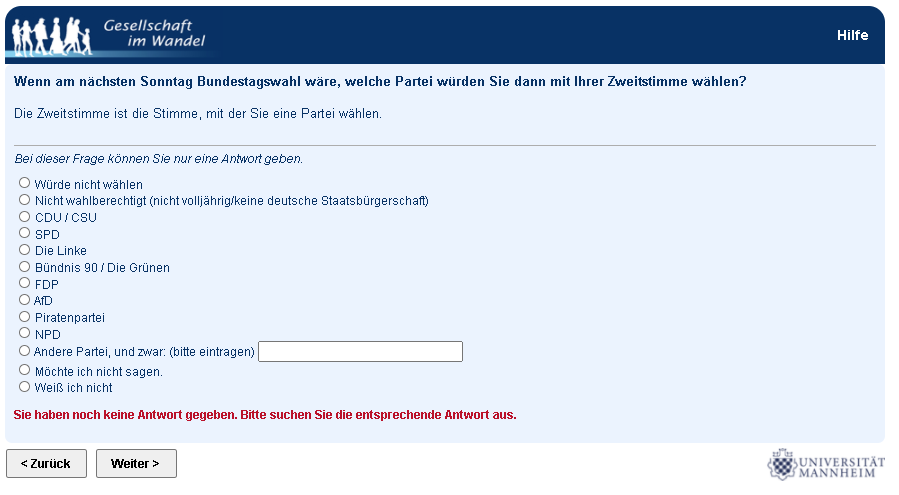 Gesellschaft
im Wandel
Hilfe
Wenn am nächsten Sonntag Bundestagswahl wäre, welche Partei würden Sie dann mit Ihrer Zweitstimme wählen?
Die Zweitstimme ist die Stimme, mit der Sie eine Partei wählen.
Bei dieser Frage können Sie nur eine Antwort geben.
Würde nicht wählen
Nicht wahlberechtigt (nicht volljährig/keine deutsche Staatsbürgerschaft)
CDU / CSU
SPD
Die Linke
Bündnis 90 / Die Grünen
FDP
AfD
Piratenpartei
NPD
Andere Partei, und zwar: (bitte eintragen)
Möchte ich nicht sagen.
Weiß ich nicht
Sie haben noch keine Antwort gegeben. Bitte suchen Sie die entsprechende Antwort aus.
< Zurück
Weiter >
UNIVERSITÄT
MANNHEIM